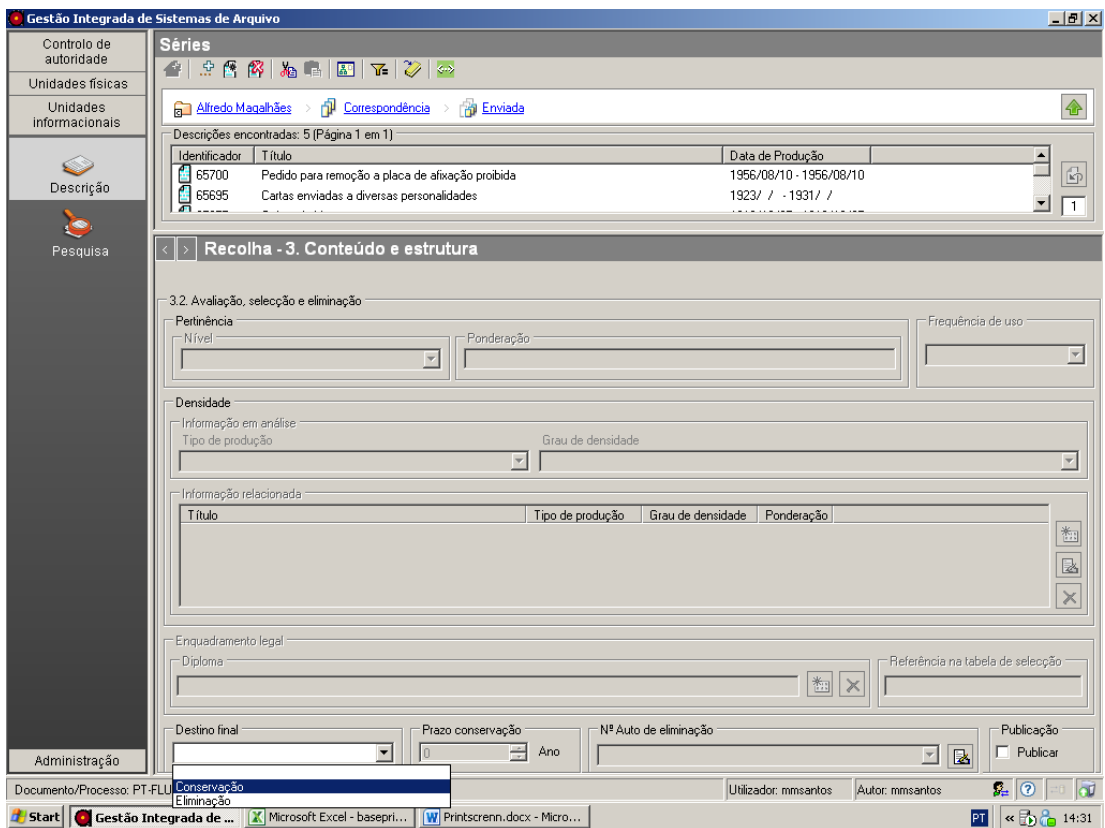 Gestão Integrada de Sistemas de Arquivo
Controlo de
autoridade
Unidades físicas
Unidades
informacionais
Descrição
Pesquisa
Administração
Séries
Alfredo Magalhães > Correspondência > Enviada
Descrições encontradas: 5 (Página 1 em 1)
Identificador Título Data de Produção
65700 Pedido para remoção a placa de afixação proibida 1956/08/10 - 1956/08/10
65695 Cartas enviadas a diversas personalidades 1923/ / - 1931/ /
1
< > Recolha - 3. Conteúdo e estrutura
3.2. Avaliação, selecção e eliminação
Pertinência
Nível Ponderação Frequência de uso
Densidade
Informação em análise
Tipo de produção Grau de densidade
Informação relacionada
Título Tipo de produção Grau de densidade Ponderação
Enquadramento legal
Diploma Referência na tabela de selecção
Destino final Prazo conservação Nº Auto de eliminação Publicação
0 Ano Publicar
Conservação
Eliminação
Documento/Processo: PT-FLU Utilizador: mmsantos Autor: mmsantos
Start Gestão Integrada de ... Microsoft Excel - basepri... Printscrenn.docx - Micro... PT « 14:31